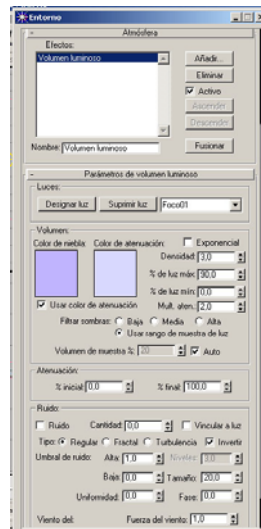 Entorno
Atmósfera
Efectos:
Volumen luminoso
Añadir...
Eliminar
Activo
Ascender
Descender
Nombre: Volumen luminoso
Fusionar
Parámetros de volumen luminoso
Luces:
Designar luz Suprimir luz Foco01
Volumen:
Color de niebla: Color de atenuación: Exponencial
Densidad: 3,0
% de luz máx: 90,0
% de luz mín: 0,0
Usar color de atenuación Mult. aten.: 2,0
Filtrar sombras: Baja Media Alta
Usar rango de muestra de luz
Volumen de muestra %: 20 Auto
Atenuación:
% inicial: 0,0 % final: 100,0
Ruido:
Ruido Cantidad: 0,0 Vincular a luz
Tipo: Regular Fractal Turbulencia Invertir
Umbral de ruido: Alta: 1,0 Niveles: 3,0
Baja: 0,0 Tamaño: 20,0
Uniformidad: 0,0 Fase: 0,0
Viento del: Fuerza del viento: 1,0